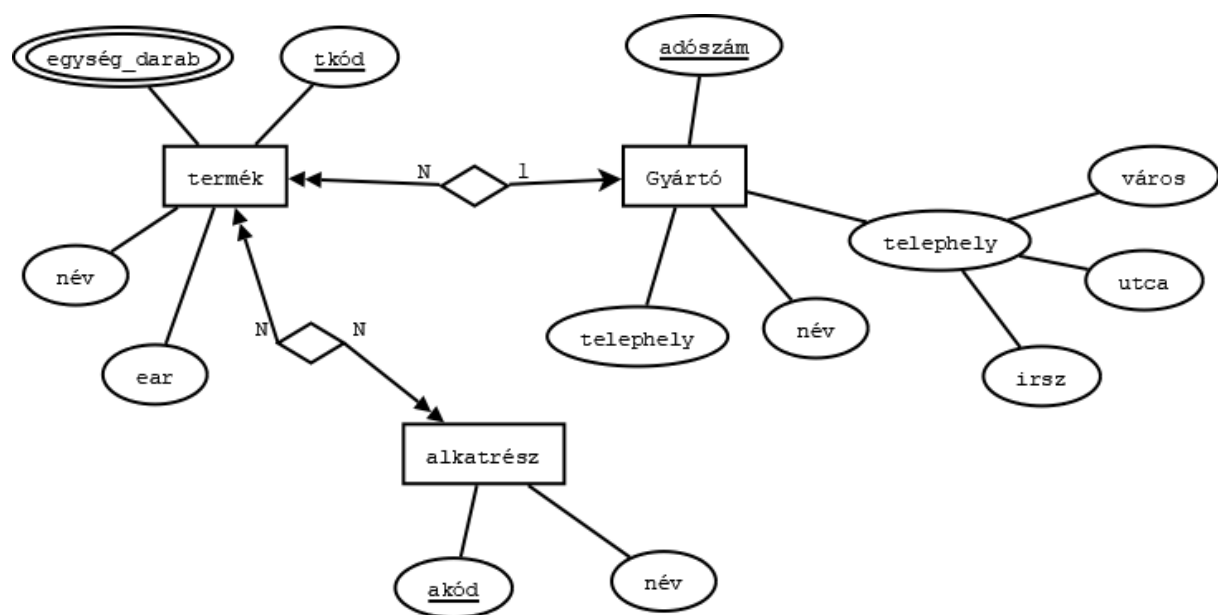 egység_darab
tkód
adószám
termék
N
1
Gyártó
város
telephely
utca
név
irsz
ear
N
N
telephely
név
alkatrész
akód
név